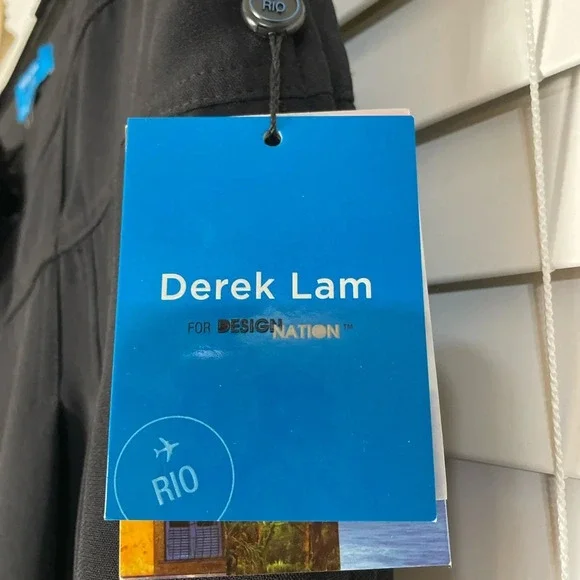 RIO
Derek Lam
FOR DESIGN NATION™
RIO